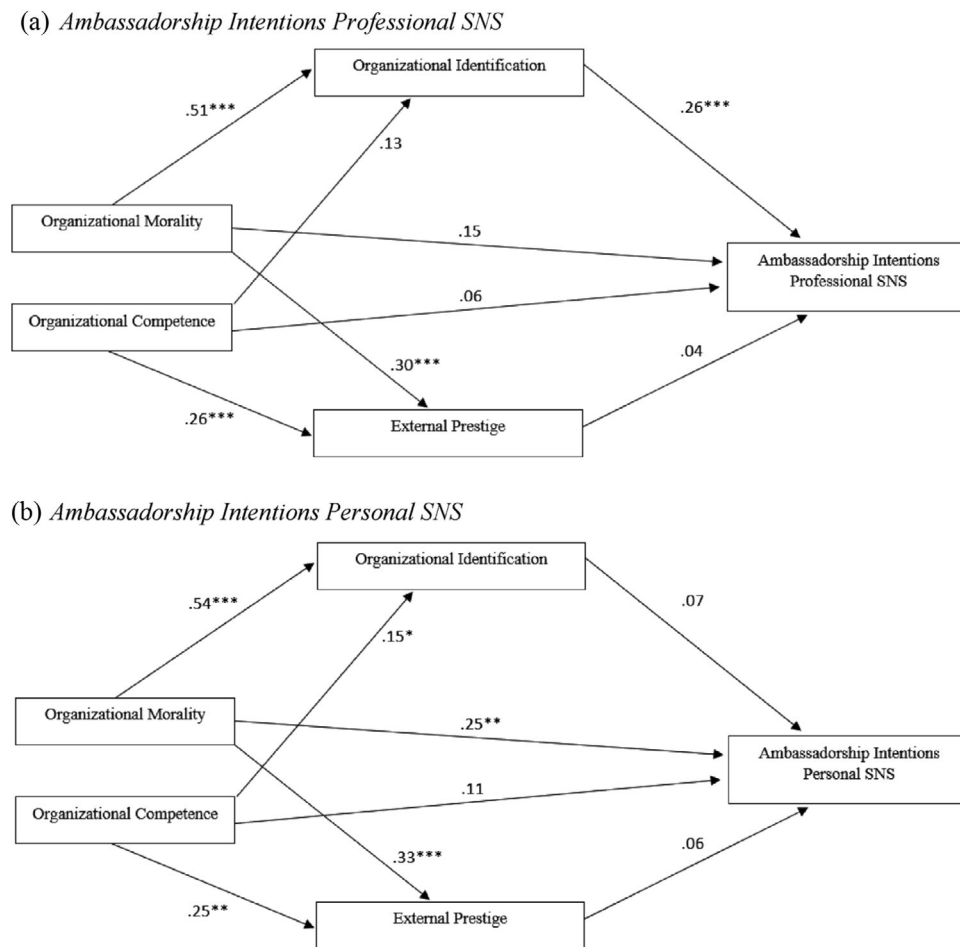 (a) Ambassadorship Intentions Professional SNS
Organizational Identification
.51***
.26***
.13
Organizational Morality
.15
Ambassadorship Intentions
Professional SNS
.06
Organizational Competence
.30***
.04
.26***
External Prestige
(b) Ambassadorship Intentions Personal SNS
Organizational Identification
.54***
.07
.15*
Organizational Morality
.25**
Ambassadorship Intentions
Personal SNS
.11
Organizational Competence
.06
.33***
.25**
External Prestige